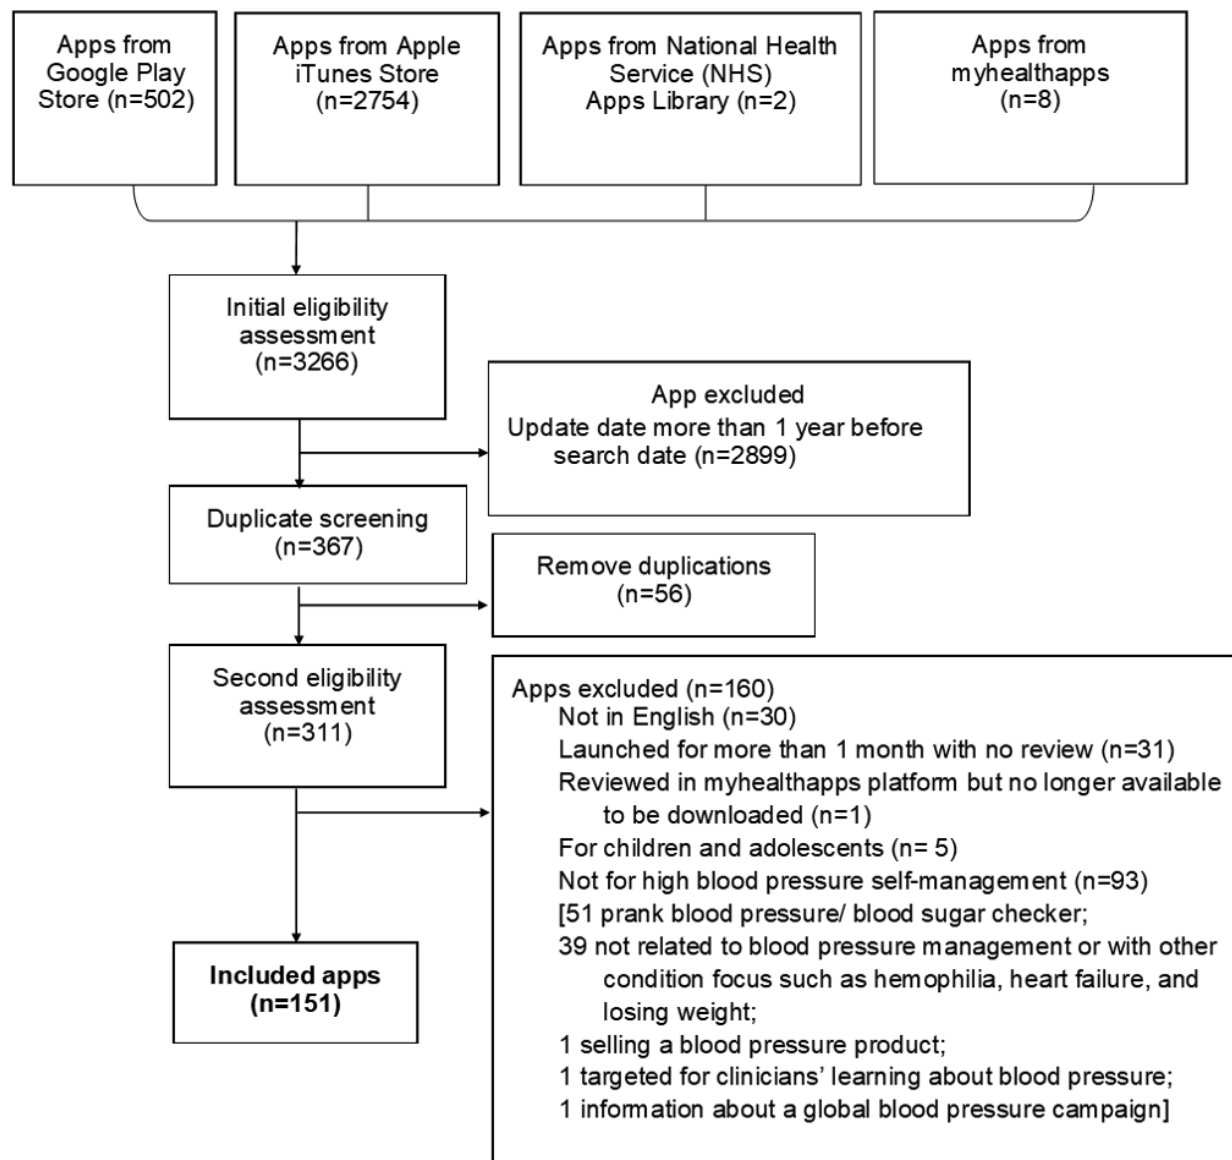 Apps from
Google Play
Store (n=502)
Apps from Apple
iTunes Store
(n=2754)
Apps from National Health
Service (NHS)
Apps Library (n=2)
Apps from
myhealthapps
(n=8)
Initial eligibility
assessment
(n=3266)
App excluded
Update date more than 1 year before
search date (n=2899)
Duplicate screening
(n=367)
Remove duplications
(n=56)
Second eligibility
assessment
(n=311)
Apps excluded (n=160)
Not in English (n=30)
Launched for more than 1 month with no review (n=31)
Reviewed in myhealthapps platform but no longer available
to be downloaded (n=1)
For children and adolescents (n= 5)
Not for high blood pressure self-management (n=93)
[51 prank blood pressure/ blood sugar checker;
39 not related to blood pressure management or with other
condition focus such as hemophilia, heart failure, and
losing weight;
1 selling a blood pressure product;
1 targeted for clinicians’ learning about blood pressure;
1 information about a global blood pressure campaign]
Included apps
(n=151)